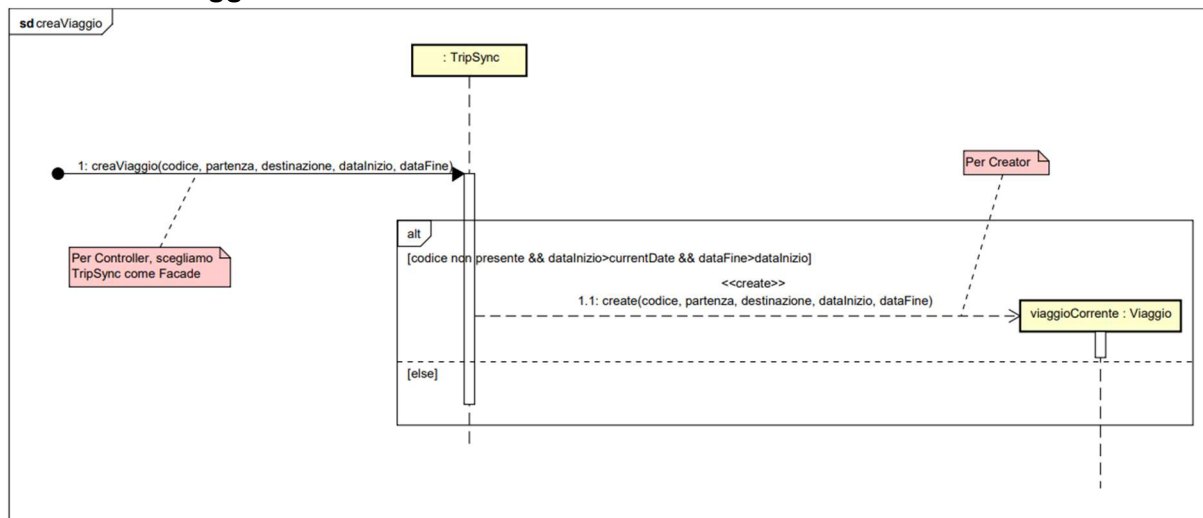 sd creaViaggio
: TripSync
1: creaViaggio(codice, partenza, destinazione, dataInizio, dataFine)
Per Creator
Per Controller, scegliamo
TripSync come Facade
alt
[codice non presente && dataInizio>currentDate && dataFine>dataInizio]
<<create>>
1.1: create(codice, partenza, destinazione, dataInizio, dataFine)
viaggioCorrente : Viaggio
[else]